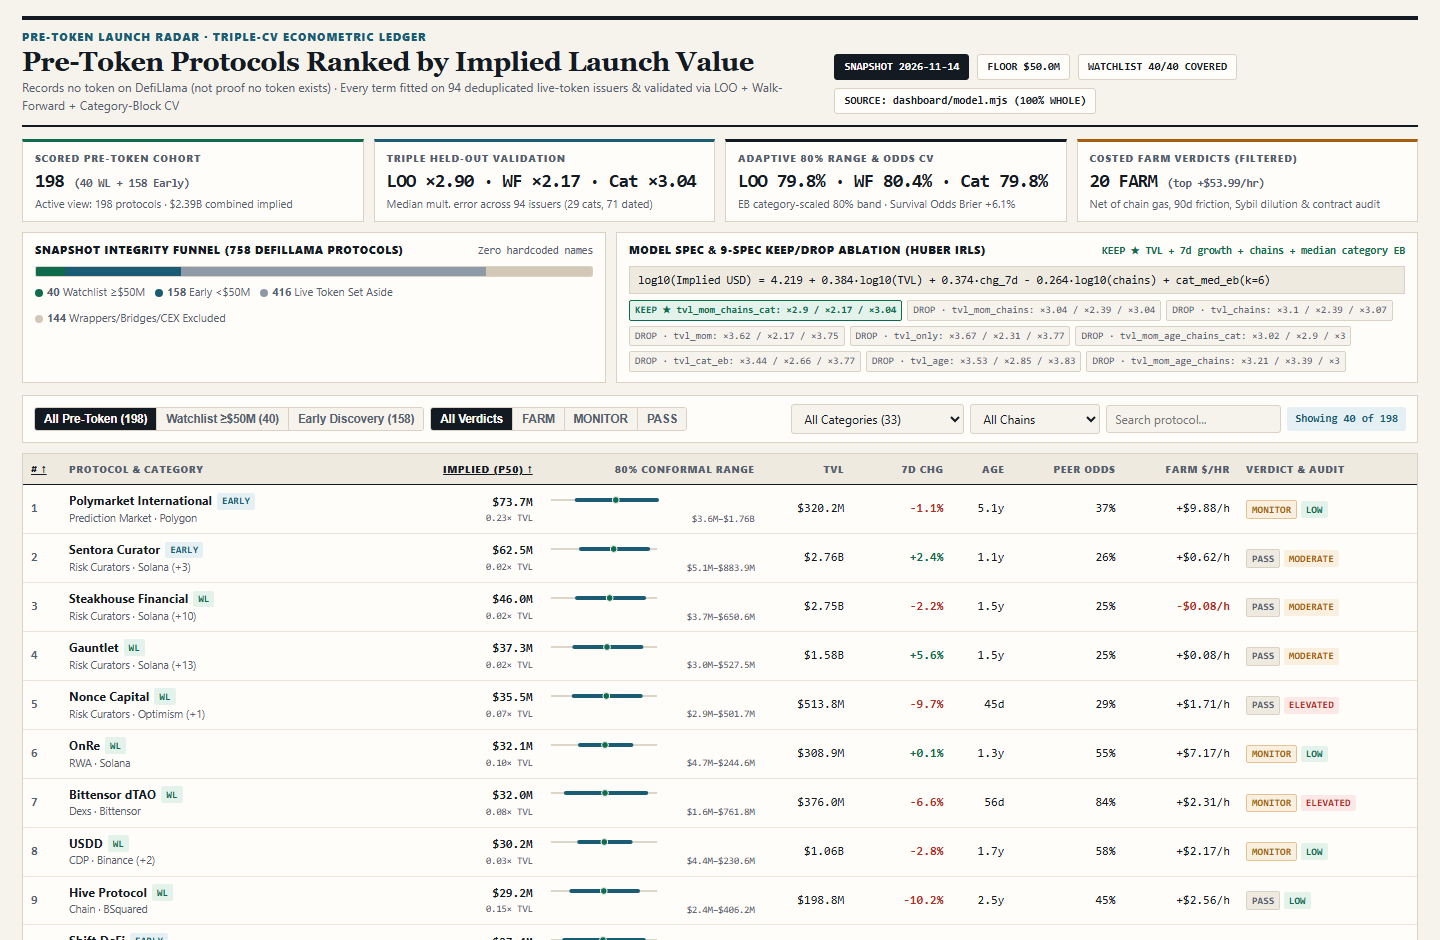 PRE-TOKEN LAUNCH RADAR · TRIPLE-CV ECONOMETRIC LEDGER
Pre-Token Protocols Ranked by Implied Launch Value
Records no token on DefiLlama (not proof no token exists) · Every term fitted on 94 deduplicated live-token issuers & validated via LOO + Walk-
Forward + Category-Block CV
SNAPSHOT 2026-11-14
FLOOR $50.0M
WATCHLIST 40/40 COVERED
SOURCE: dashboard/model.mjs (100% WHOLE)
SCORED PRE-TOKEN COHORT
198 (40 WL + 158 Early)
Active view: 198 protocols · $2.39B combined implied
TRIPLE HELD-OUT VALIDATION
LOO ×2.90 · WF ×2.17 · Cat ×3.04
Median mult. error across 94 issuers (29 cats, 71 dated)
ADAPTIVE 80% RANGE & ODDS CV
LOO 79.8% · WF 80.4% · Cat 79.8%
EB category-scaled 80% band · Survival Odds Brier +6.1%
COSTED FARM VERDICTS (FILTERED)
20 FARM (top +$53.99/hr)
Net of chain gas, 90d friction, Sybil dilution & contract audit
SNAPSHOT INTEGRITY FUNNEL (758 DEFILLAMA PROTOCOLS)
Zero hardcoded names
40 Watchlist ≥$50M
158 Early <$50M
416 Live Token Set Aside
144 Wrappers/Bridges/CEX Excluded
MODEL SPEC & 9-SPEC KEEP/DROP ABLATION (HUBER IRLS)
KEEP ★ TVL + 7d growth + chains + median category EB
log10(Implied USD) = 4.219 + 0.384·log10(TVL) + 0.374·chg_7d - 0.264·log10(chains) + cat_med_eb(k=6)
KEEP ★ tvl_mom_chains_cat: ×2.9 / ×2.17 / ×3.04
DROP · tvl_mom_chains: ×3.04 / ×2.39 / ×3.04
DROP · tvl_chains: ×3.1 / ×2.39 / ×3.07
DROP · tvl_mom: ×3.62 / ×2.17 / ×3.75
DROP · tvl_only: ×3.67 / ×2.31 / ×3.77
DROP · tvl_mom_age_chains_cat: ×3.02 / ×2.9 / ×3
DROP · tvl_cat_eb: ×3.44 / ×2.66 / ×3.77
DROP · tvl_age: ×3.53 / ×2.85 / ×3.83
DROP · tvl_mom_age_chains: ×3.21 / ×3.39 / ×3
All Pre-Token (198)
Watchlist ≥$50M (40)
Early Discovery (158)
All Verdicts
FARM
MONITOR
PASS
All Categories (33)
All Chains
Search protocol...
Showing 40 of 198
# ↑ PROTOCOL & CATEGORY IMPLIED (P50) ↑ 80% CONFORMAL RANGE TVL 7D CHG AGE PEER ODDS FARM $/HR VERDICT & AUDIT
1 Polymarket International EARLY $73.7M $320.2M -1.1% 5.1y 37% +$9.88/h MONITOR LOW
Prediction Market · Polygon 0.23× TVL $3.6M–$1.76B
2 Sentora Curator EARLY $62.5M $2.76B +2.4% 1.1y 26% +$0.62/h PASS MODERATE
Risk Curators · Solana (+3) 0.02× TVL $5.1M–$883.9M
3 Steakhouse Financial WL $46.0M $2.75B -2.2% 1.5y 25% -$0.08/h PASS MODERATE
Risk Curators · Solana (+10) 0.02× TVL $3.7M–$650.6M
4 Gauntlet WL $37.3M $1.58B +5.6% 1.5y 25% +$0.08/h PASS MODERATE
Risk Curators · Solana (+13) 0.02× TVL $3.0M–$527.5M
5 Nonce Capital WL $35.5M $513.8M -9.7% 45d 29% +$1.71/h PASS ELEVATED
Risk Curators · Optimism (+1) 0.07× TVL $2.9M–$501.7M
6 OnRe WL $32.1M $308.9M +0.1% 1.3y 55% +$7.17/h MONITOR LOW
RWA · Solana 0.10× TVL $4.7M–$244.6M
7 Bittensor dTAO WL $32.0M $376.0M -6.6% 56d 84% +$2.31/h MONITOR ELEVATED
Dexs · Bittensor 0.08× TVL $1.6M–$761.8M
8 USDD WL $30.2M $1.06B -2.8% 1.7y 58% +$2.17/h MONITOR LOW
CDP · Binance (+2) 0.03× TVL $4.4M–$230.6M
9 Hive Protocol WL $29.2M $198.8M -10.2% 2.5y 45% +$2.56/h PASS LOW
Chain · BSquared 0.15× TVL $2.4M–$406.2M